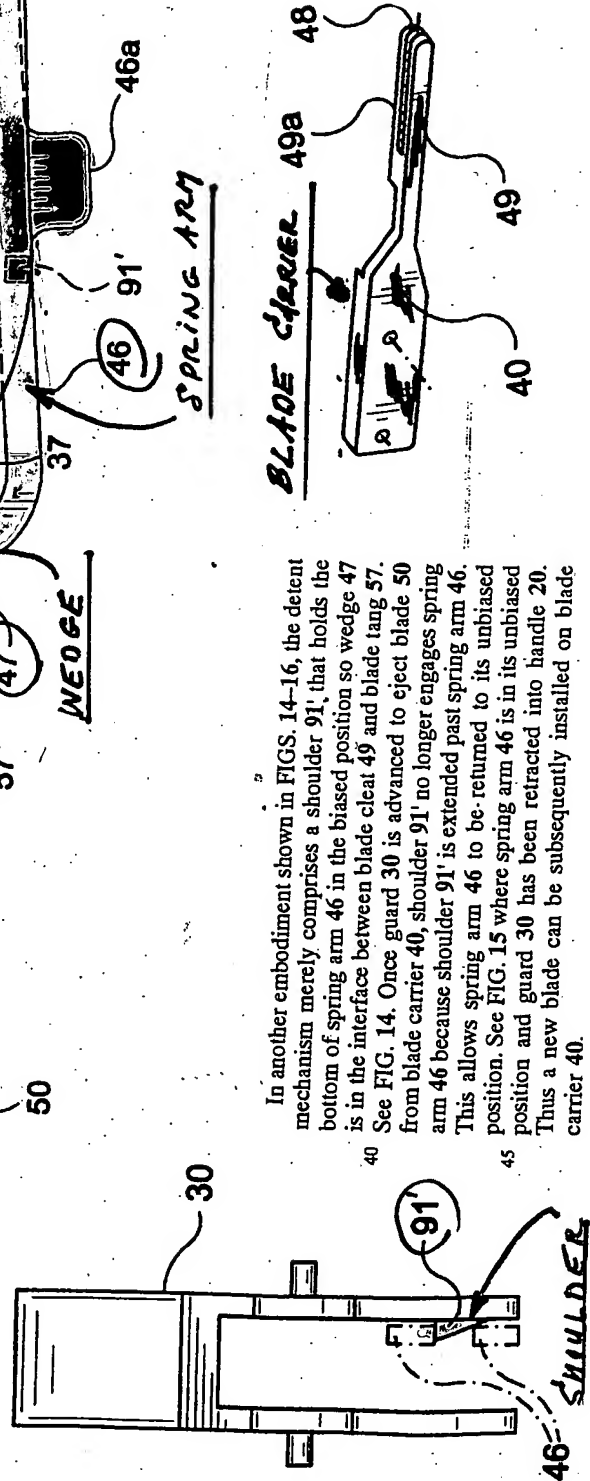 46a
91'
46
SPRING ARM
37
47
WEDGE
57
50
48
49a
49
40
BLADE CARRIER
In another embodiment shown in FIGS. 14-16, the detent
mechanism merely comprises a shoulder 91', that holds the
bottom of spring arm 46 in the biased position so wedge 47
is in the interface between blade cleat 49 and blade tang 57.
40 See FIG. 14. Once guard 30 is advanced to eject blade 50
from blade carrier 40, shoulder 91' no longer engages spring
arm 46 because shoulder 91' is extended past spring arm 46.
This allows spring arm 46 to be returned to its unbiased
position. See FIG. 15 where spring arm 46 is in its unbiased
45 position and guard 30 has been retracted into handle 20.
Thus a new blade can be subsequently installed on blade
carrier 40.
30
91'
46
SHOULDER